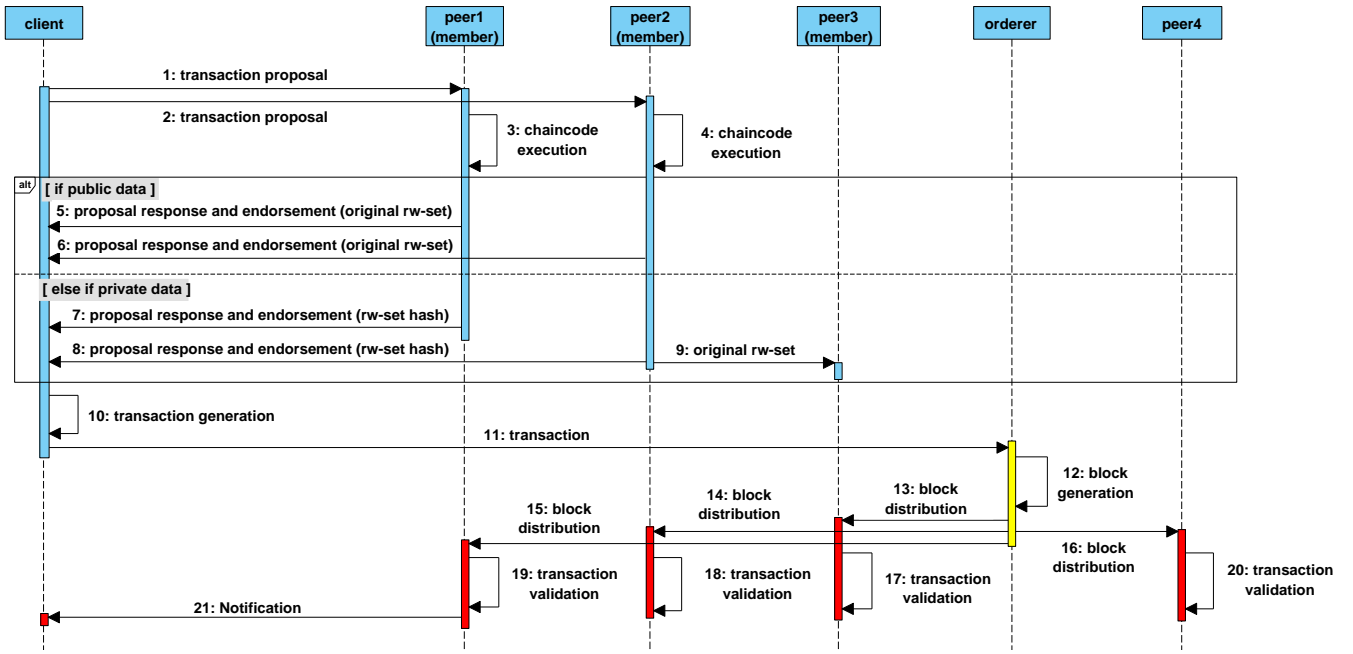 client
peer1
(member)
peer2
(member)
peer3
(member)
orderer
peer4
1: transaction proposal
2: transaction proposal
3: chaincode
execution
4: chaincode
execution
alt
[ if public data ]
5: proposal response and endorsement (original rw-set)
6: proposal response and endorsement (original rw-set)
[ else if private data ]
7: proposal response and endorsement (rw-set hash)
8: proposal response and endorsement (rw-set hash)
9: original rw-set
10: transaction generation
11: transaction
12: block
generation
13: block
distribution
14: block
distribution
15: block
distribution
16: block
distribution
17: transaction
validation
18: transaction
validation
19: transaction
validation
20: transaction
validation
21: Notification